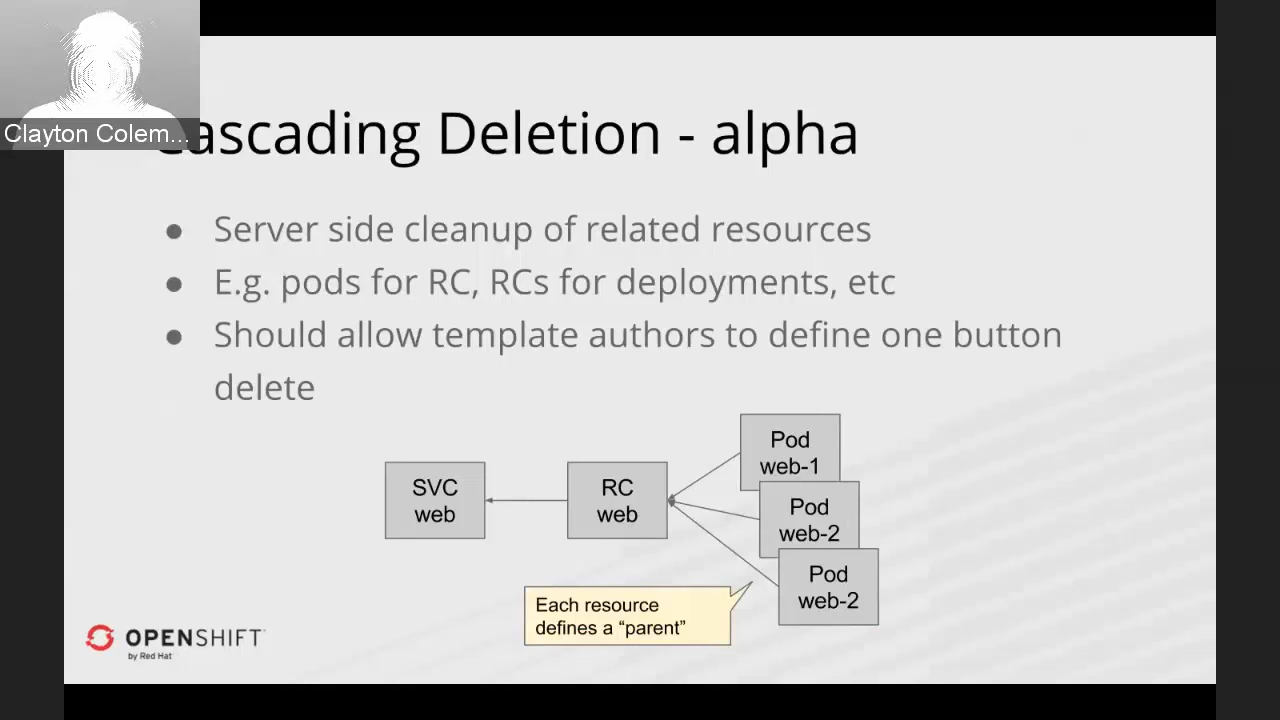 Clayton Colem...
Cascading Deletion - alpha
● Server side cleanup of related resources
● E.g. pods for RC, RCs for deployments, etc
● Should allow template authors to define one button
delete
Pod
web-1
SVC
web
RC
web
Pod
web-2
Pod
web-2
Each resource
defines a “parent”
OPENSHIFT
by Red Hat